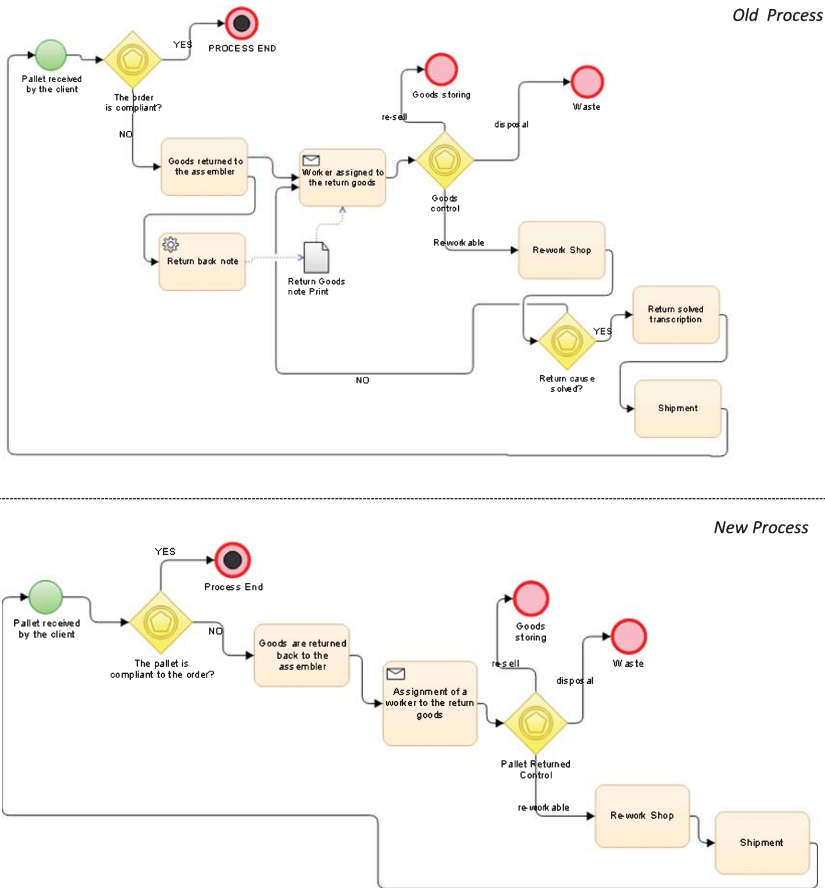 Old Process
YES
PROCESS END
Pallet received
by the client
The order
is compliant?
NO
Goods storing
Waste
re-sell
disposal
Goods returned to
the assembler
Worker assigned to
the return goods
Goods
control
Return back note
Return Goods
note Print
Re-workable
Re-work Shop
Return solved
transcription
YES
Return cause
solved?
NO
Shipment
New Process
YES
Process End
Pallet received
by the client
NO
The pallet is
compliant to the order?
Goods are returned
back to the
assembler
Goods
storing
Waste
re-sell
disposal
Assignment of a
worker to the return
goods
Pallet Returned
Control
re-workable
Re-work Shop
Shipment